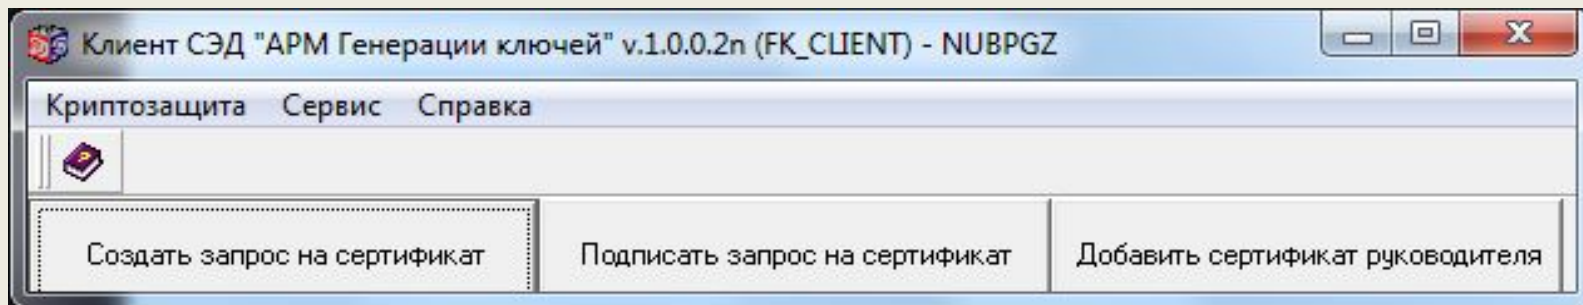 Клиент СЭД "АРМ Генерации ключей" v.1.0.0.2n (FK_CLIENT) - NUBPGZ
Криптозащита Сервис Справка
Создать запрос на сертификат Подписать запрос на сертификат Добавить сертификат руководителя